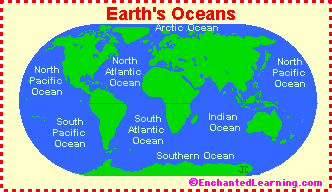 Earth's Oceans
Arctic Ocean
North
Pacific
Ocean
North
Atlantic
Ocean
North
Pacific
Ocean
South
Pacific
Ocean
South
Atlantic
Ocean
Indian
Ocean
Southern Ocean
©EnchantedLearning.com